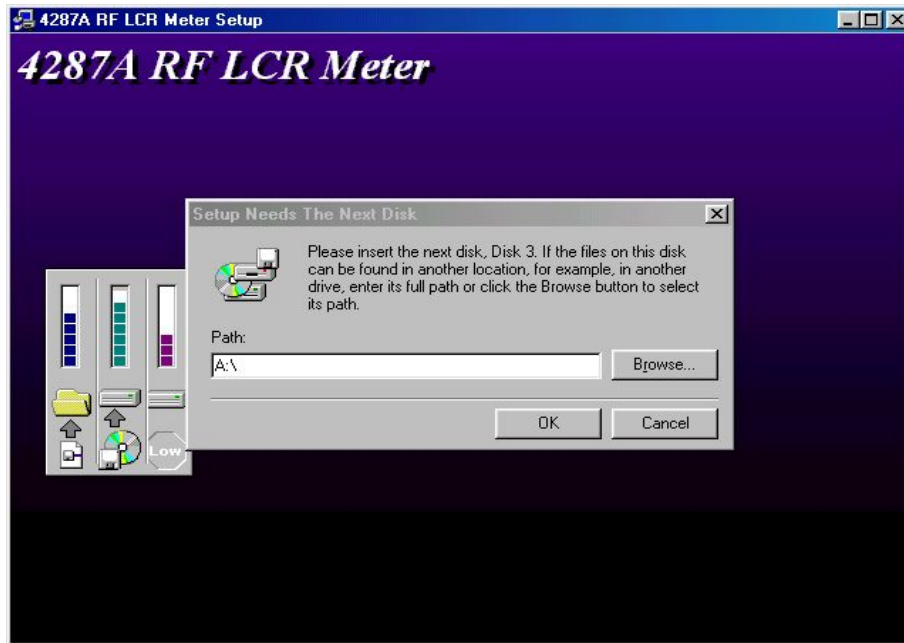 4287A RF LCR Meter Setup
4287A RF LCR Meter
Setup Needs The Next Disk
Please insert the next disk, Disk 3. If the files on this disk
can be found in another location, for example, in another
drive, enter its full path or click the Browse button to select
its path.
Path:
A:\
Browse...
OK
Cancel
Low